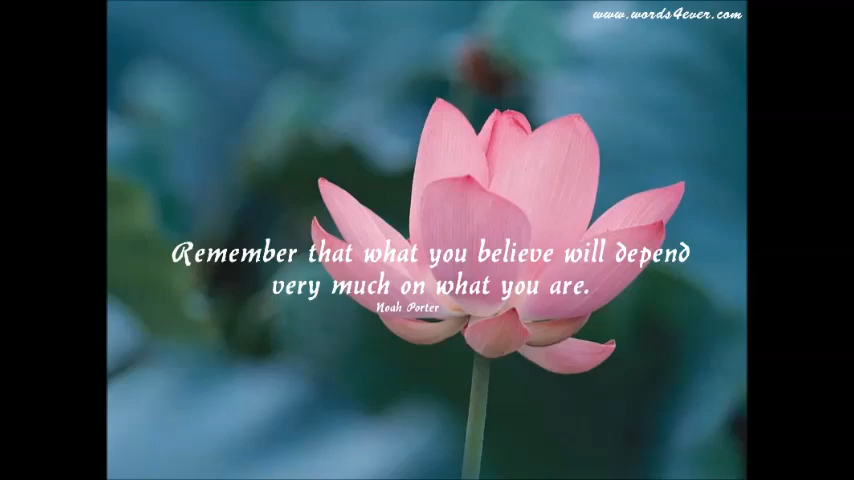 www.words4ever.com
Remember that what you believe will depend
very much on what you are.
Noah Porter